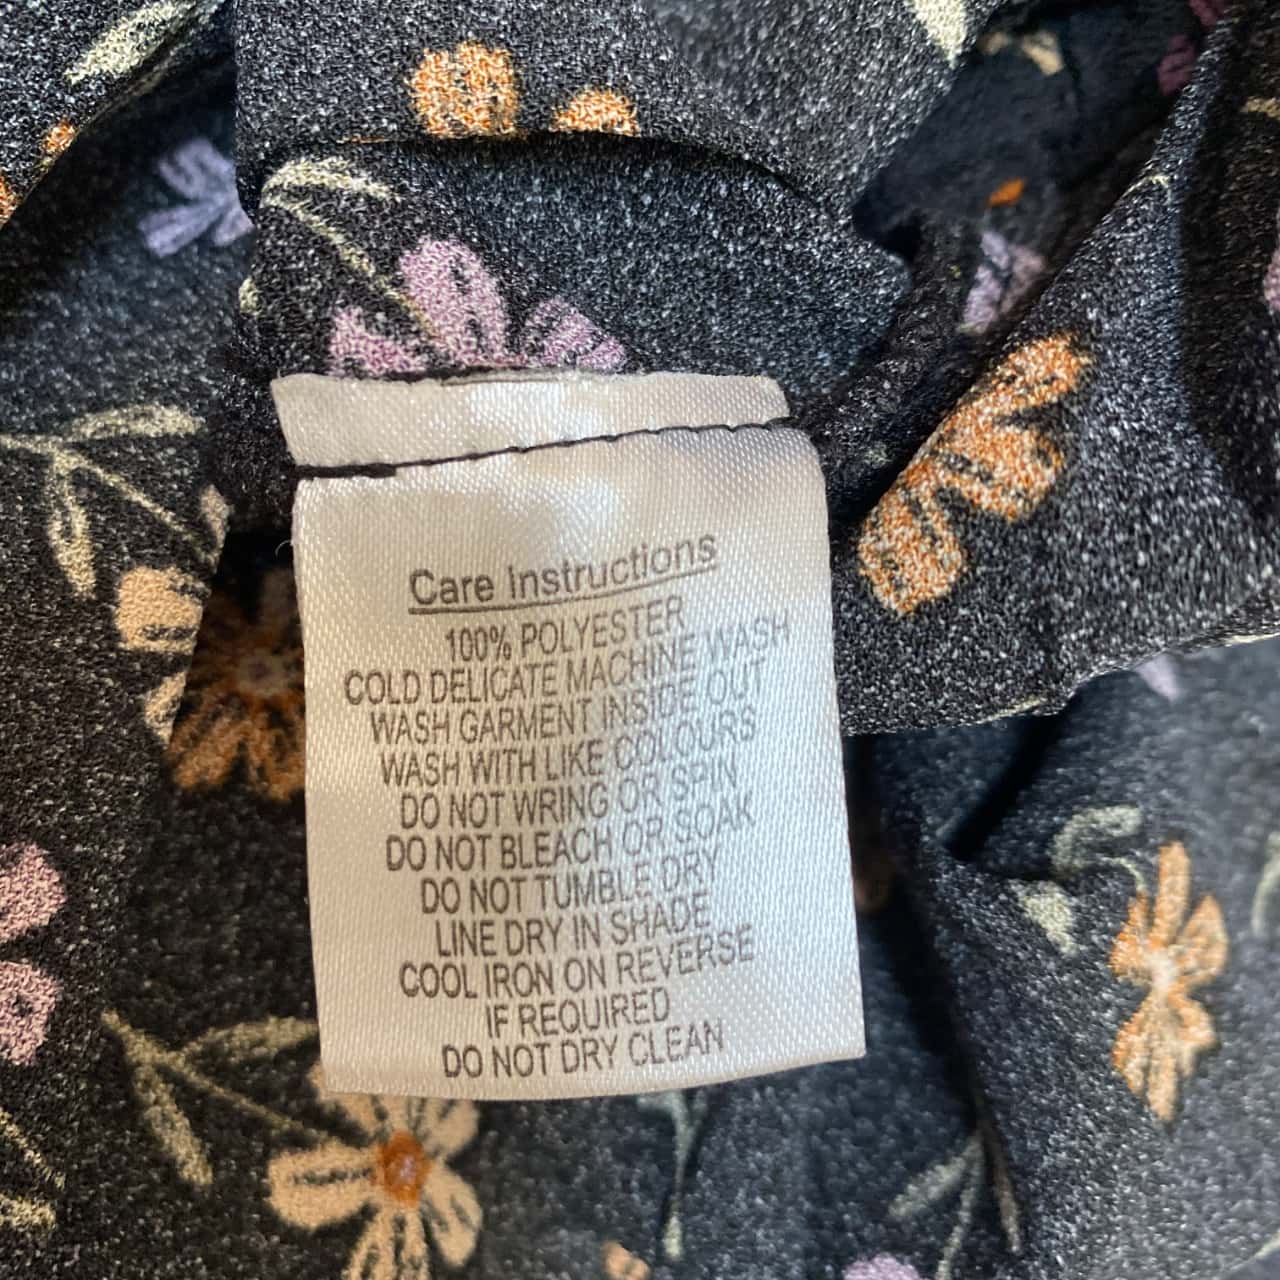 Care Instructions
100% POLYESTER
COLD DELICATE MACHINE WASH
WASH GARMENT INSIDE OUT
WASH WITH LIKE COLOURS
DO NOT WRING OR SPIN
DO NOT BLEACH OR SOAK
DO NOT TUMBLE DRY
LINE DRY IN SHADE
COOL IRON ON REVERSE
IF REQUIRED
DO NOT DRY CLEAN